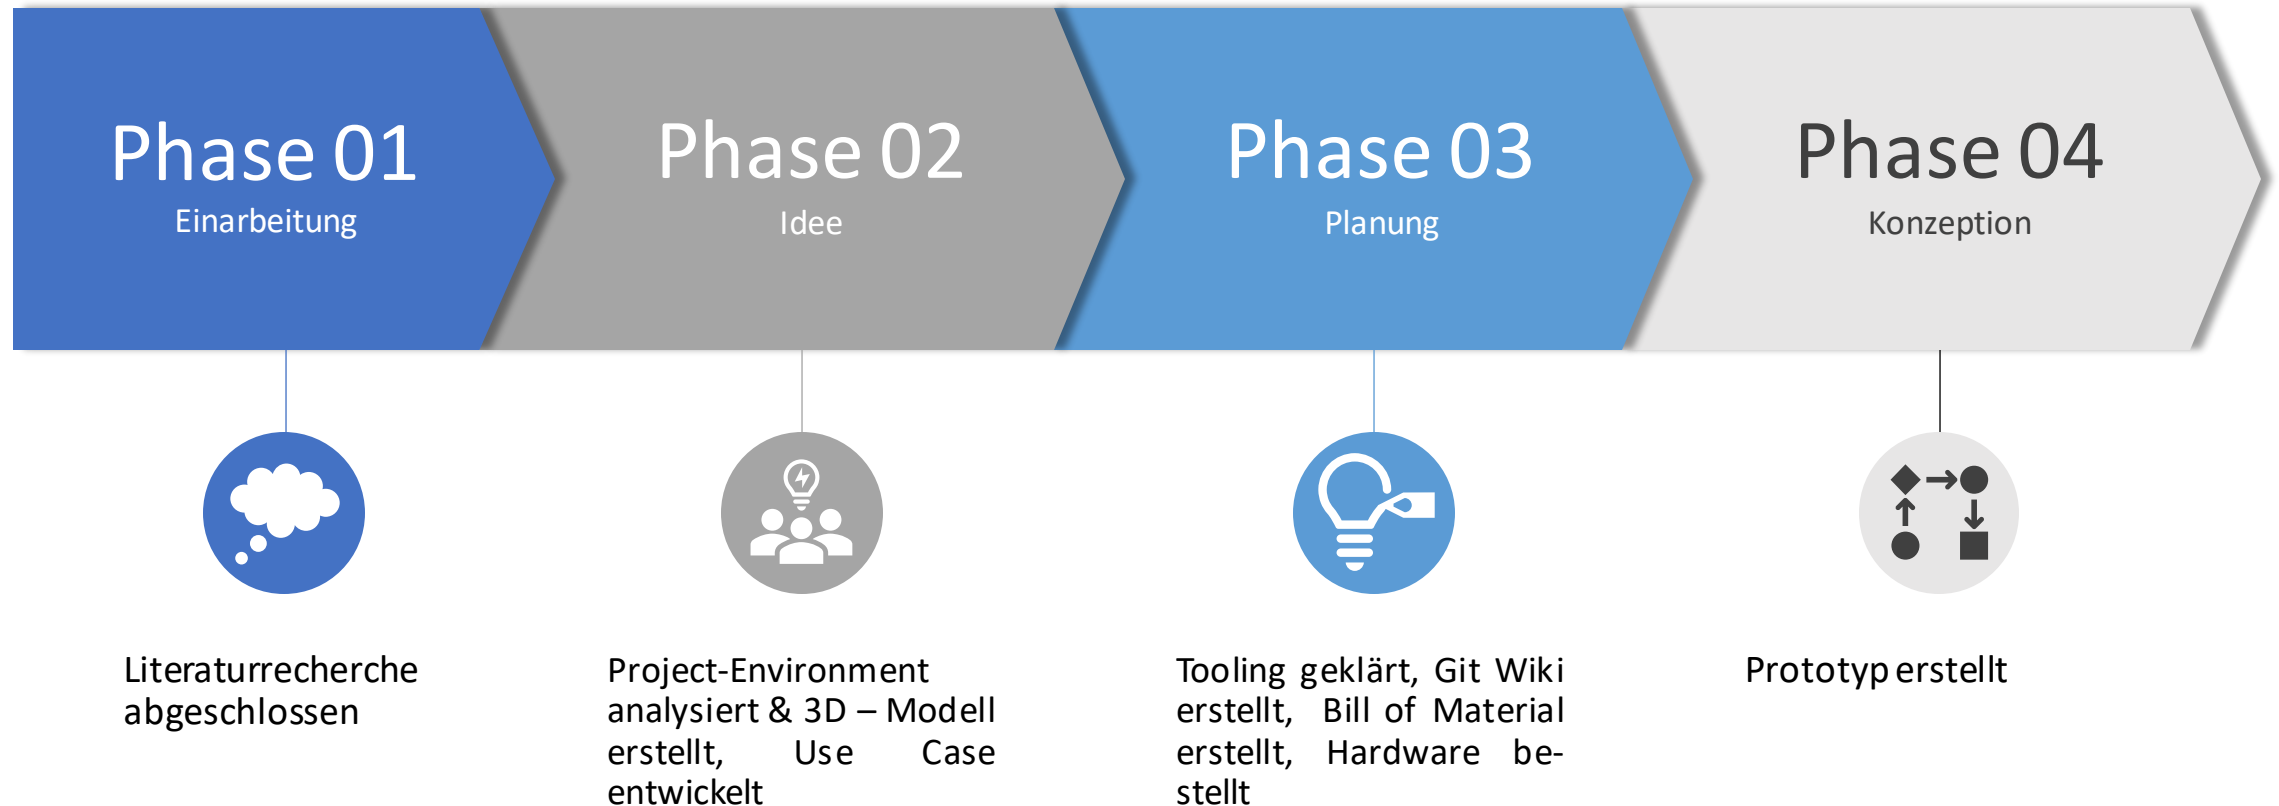 Phase 01
Einarbeitung
Phase 02
Idee
Phase 03
Planung
Phase 04
Konzeption
Literaturrecherche
abgeschlossen
Project-Environment
analysiert & 3D – Modell
erstellt, Use Case
entwickelt
Tooling geklärt, Git Wiki
erstellt, Bill of Material
erstellt, Hardware be-
stellt
Prototyp erstellt